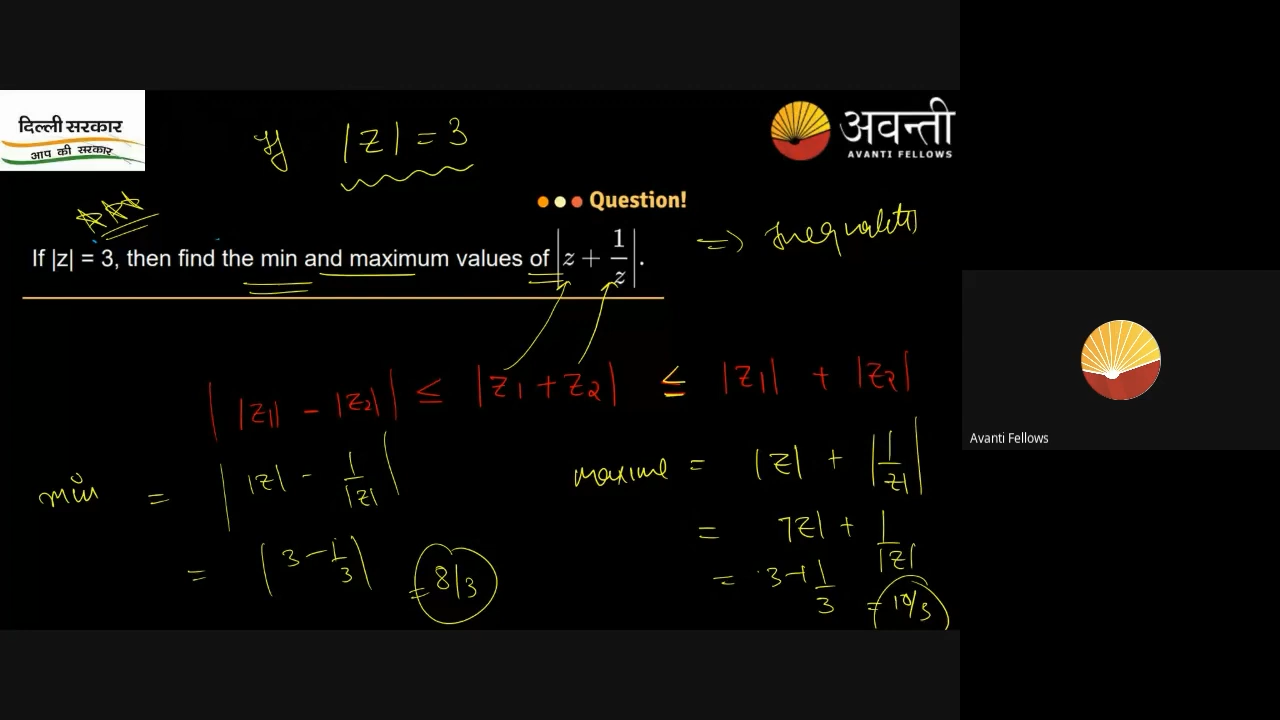 दिल्ली सरकार
आप की सरकार
If |z| = 3
अवन्ती
AVANTI FELLOWS
Question!
If |z| = 3, then find the min and maximum values of |z + 1/z|.
=> Inequality
||z1| - |z2|| ≤ |z1 + z2| ≤ |z1| + |z2|
min = ||z| - 1/|z||
= |3 - 1/3| = 8/3
= |z| + |1/z|
= |z| + 1/|z|
= 3 + 1/3 = 10/3
Avanti Fellows